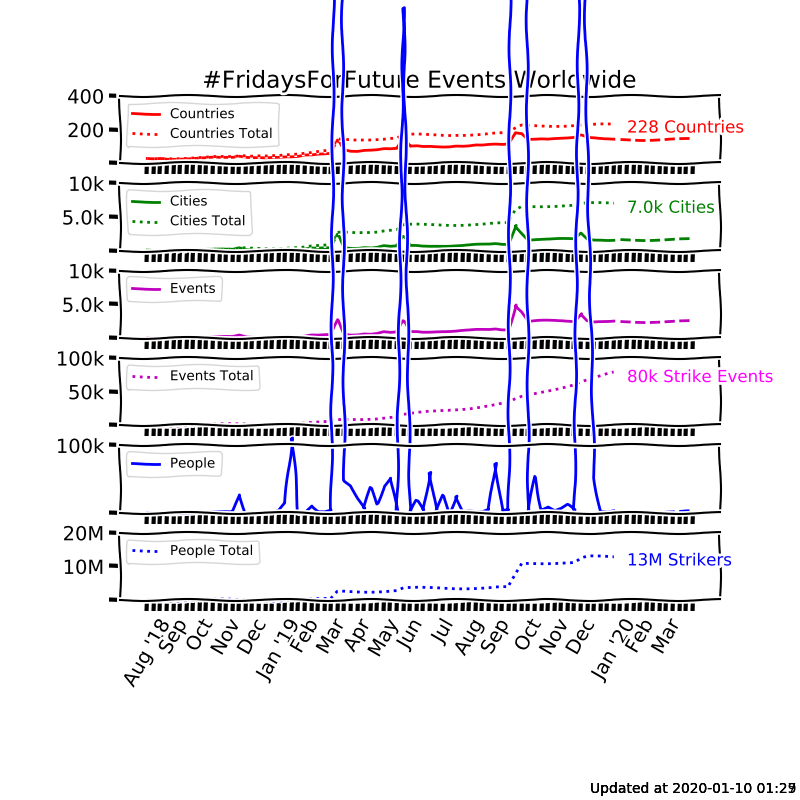 #FridaysForFuture Events Worldwide
400
200
Countries
Countries Total
228 Countries
10k
5.0k
Cities
Cities Total
7.0k Cities
10k
5.0k
Events
100k
50k
Events Total
80k Strike Events
100k
People
20M
10M
People Total
13M Strikers
Aug '18 Sep Oct Nov Dec Jan '19 Feb Mar Apr May Jun Jul Aug Sep Oct Nov Dec Jan '20 Feb Mar
Updated at 2020-01-10